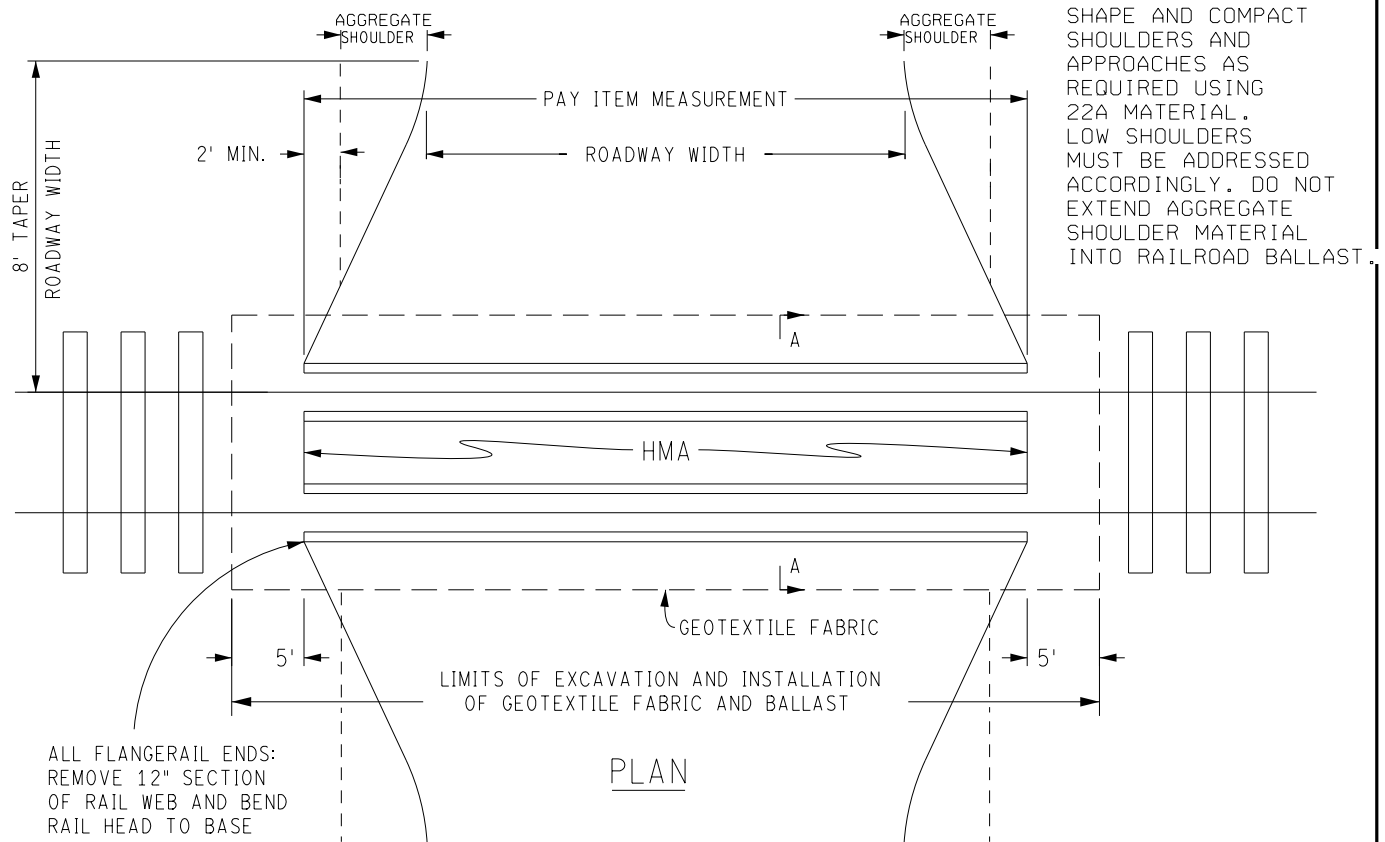 AGGREGATE
SHOULDER
AGGREGATE
SHOULDER
SHAPE AND COMPACT
SHOULDERS AND
APPROACHES AS
REQUIRED USING
22A MATERIAL.
LOW SHOULDERS
MUST BE ADDRESSED
ACCORDINGLY. DO NOT
EXTEND AGGREGATE
SHOULDER MATERIAL
INTO RAILROAD BALLAST.
PAY ITEM MEASUREMENT
2' MIN.
ROADWAY WIDTH
8' TAPER
ROADWAY WIDTH
A
HMA
A
GEOTEXTILE FABRIC
5'
5'
LIMITS OF EXCAVATION AND INSTALLATION
OF GEOTEXTILE FABRIC AND BALLAST
ALL FLANGERAIL ENDS:
REMOVE 12" SECTION
OF RAIL WEB AND BEND
RAIL HEAD TO BASE
PLAN